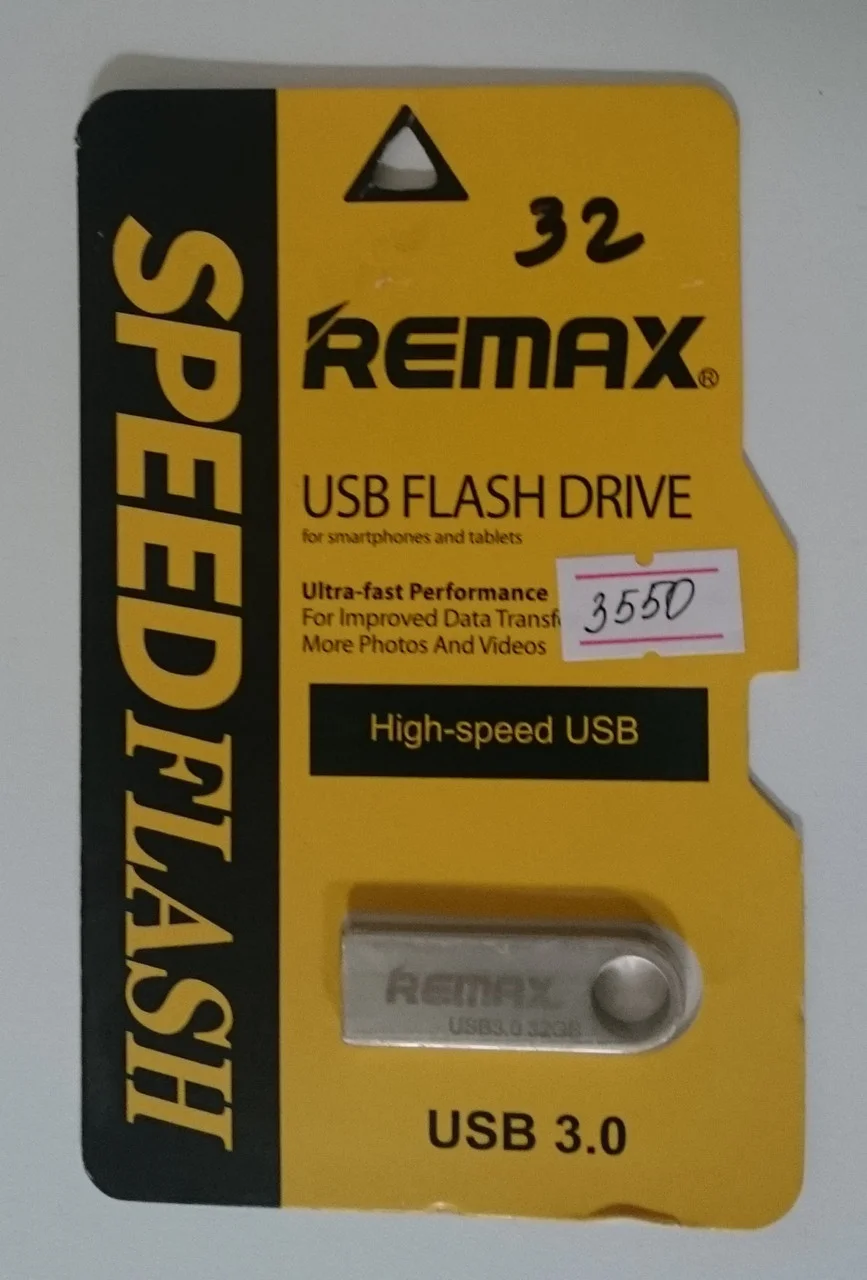 SPEEDFLASH
32
REMAX®
USB FLASH DRIVE
for smartphones and tablets
Ultra-fast Performance
For Improved Data Transf
More Photos And Videos
3550
High-speed USB
REMAX
USB3.0 32GB
USB 3.0